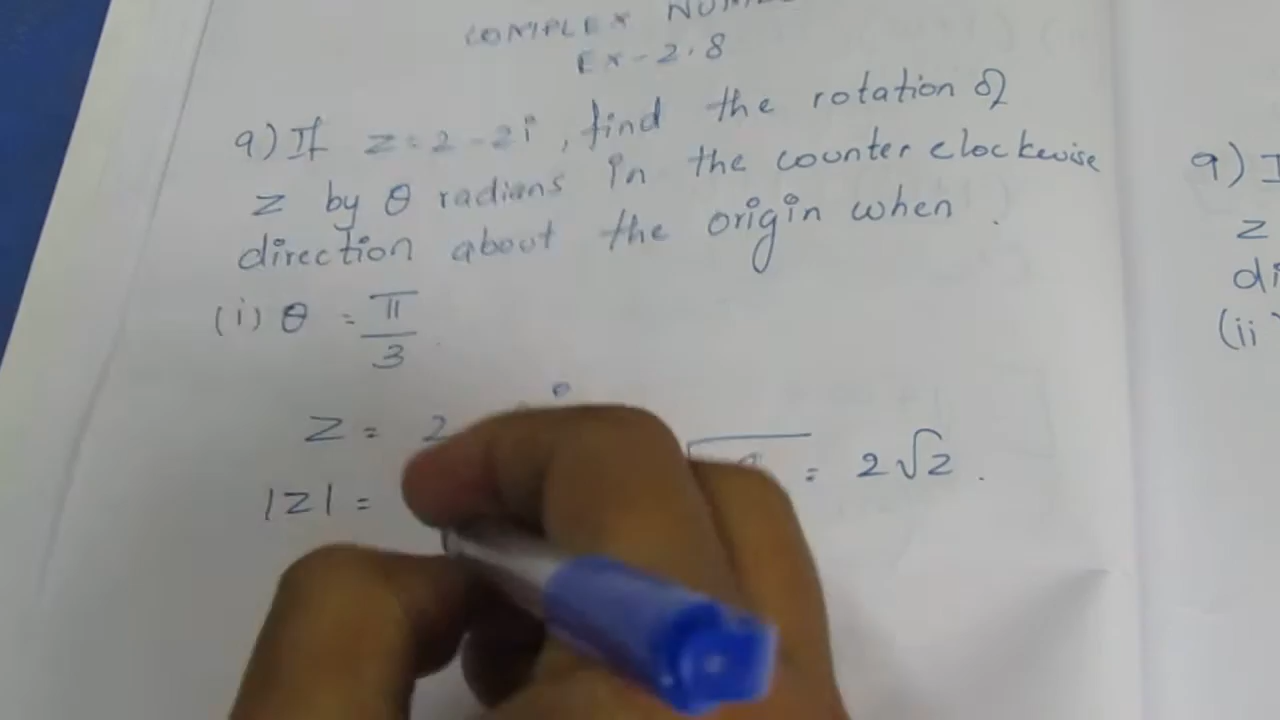 COMPLEX
EX-2.8
9) If z = 2 - 2i, find the rotation of
z by θ radians in the counter clockwise
direction about the origin when .
(i) θ = π/3
z = 2
|z| = = 2√2 .
9) I
z
di
(ii